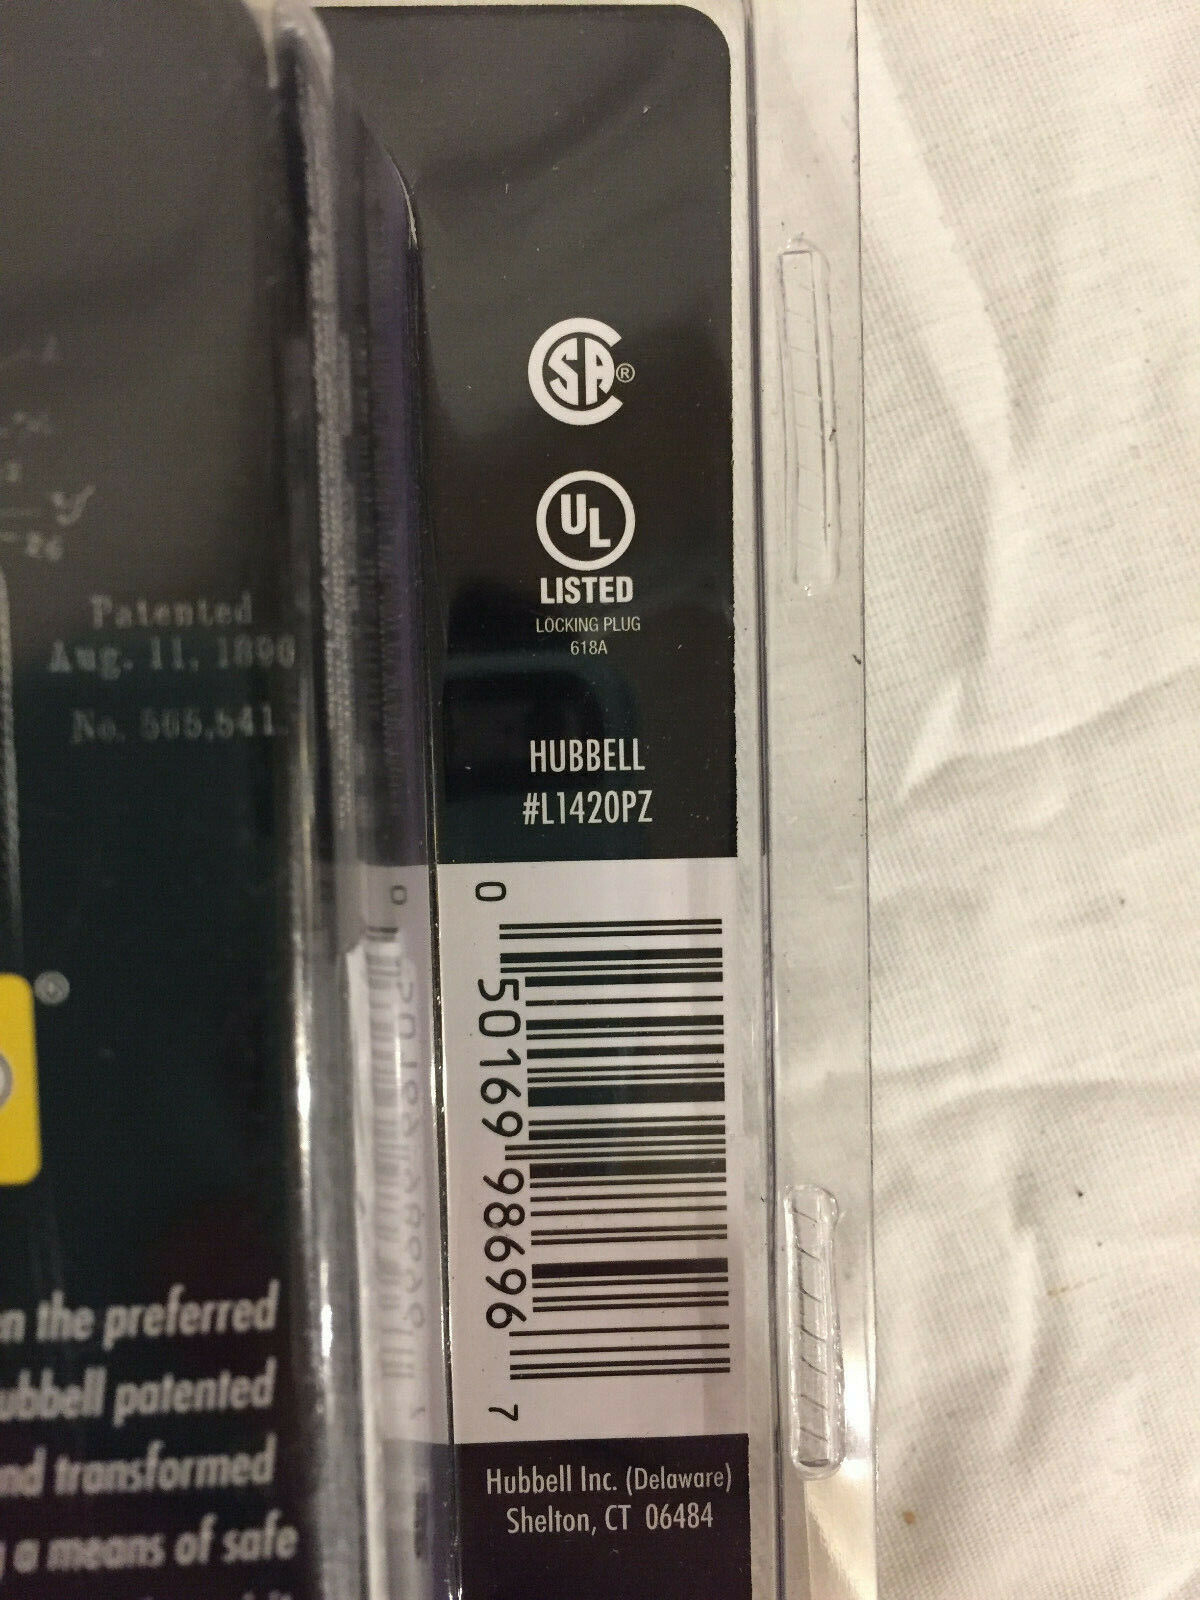 Patented
Aug. 11, 1896
No. 565,541.
®
n the preferred
ubbell patented
nd transformed
g a means of safe
CSA®
UL
LISTED
LOCKING PLUG
618A
HUBBELL
#L1420PZ
0 50169 98696 7
Hubbell Inc. (Delaware)
Shelton, CT 06484